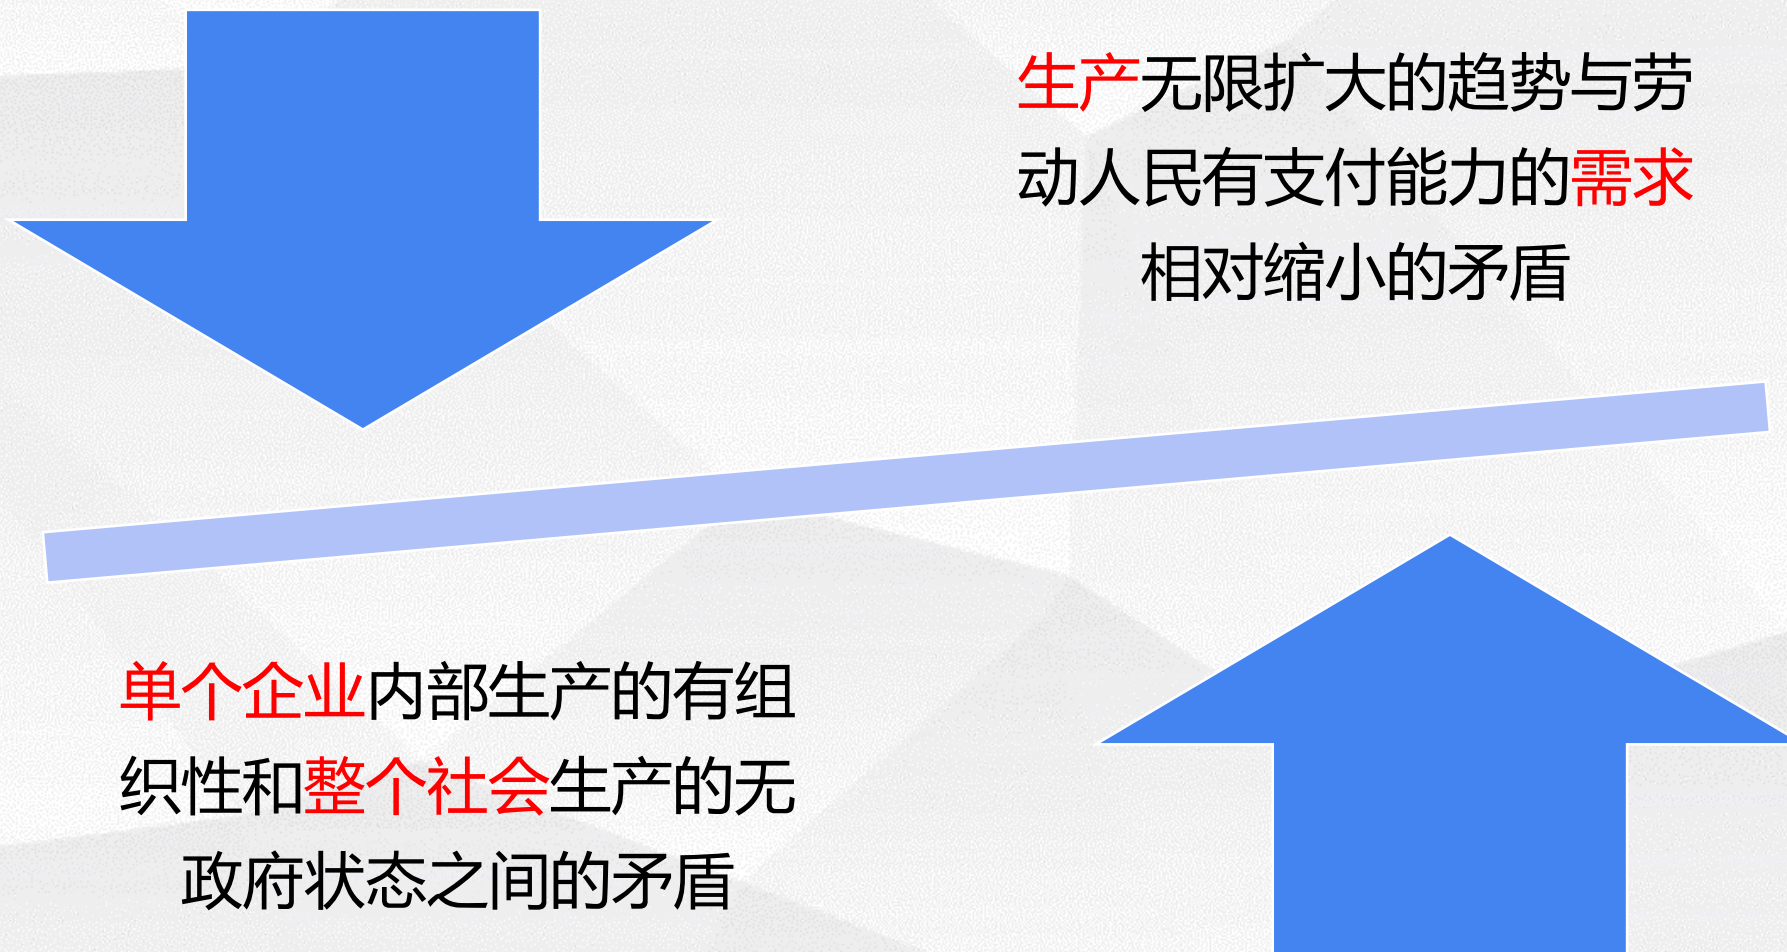 生产无限扩大的趋势与劳
动人民有支付能力的需求
相对缩小的矛盾
单个企业内部生产的有组
织性和整个社会生产的无
政府状态之间的矛盾